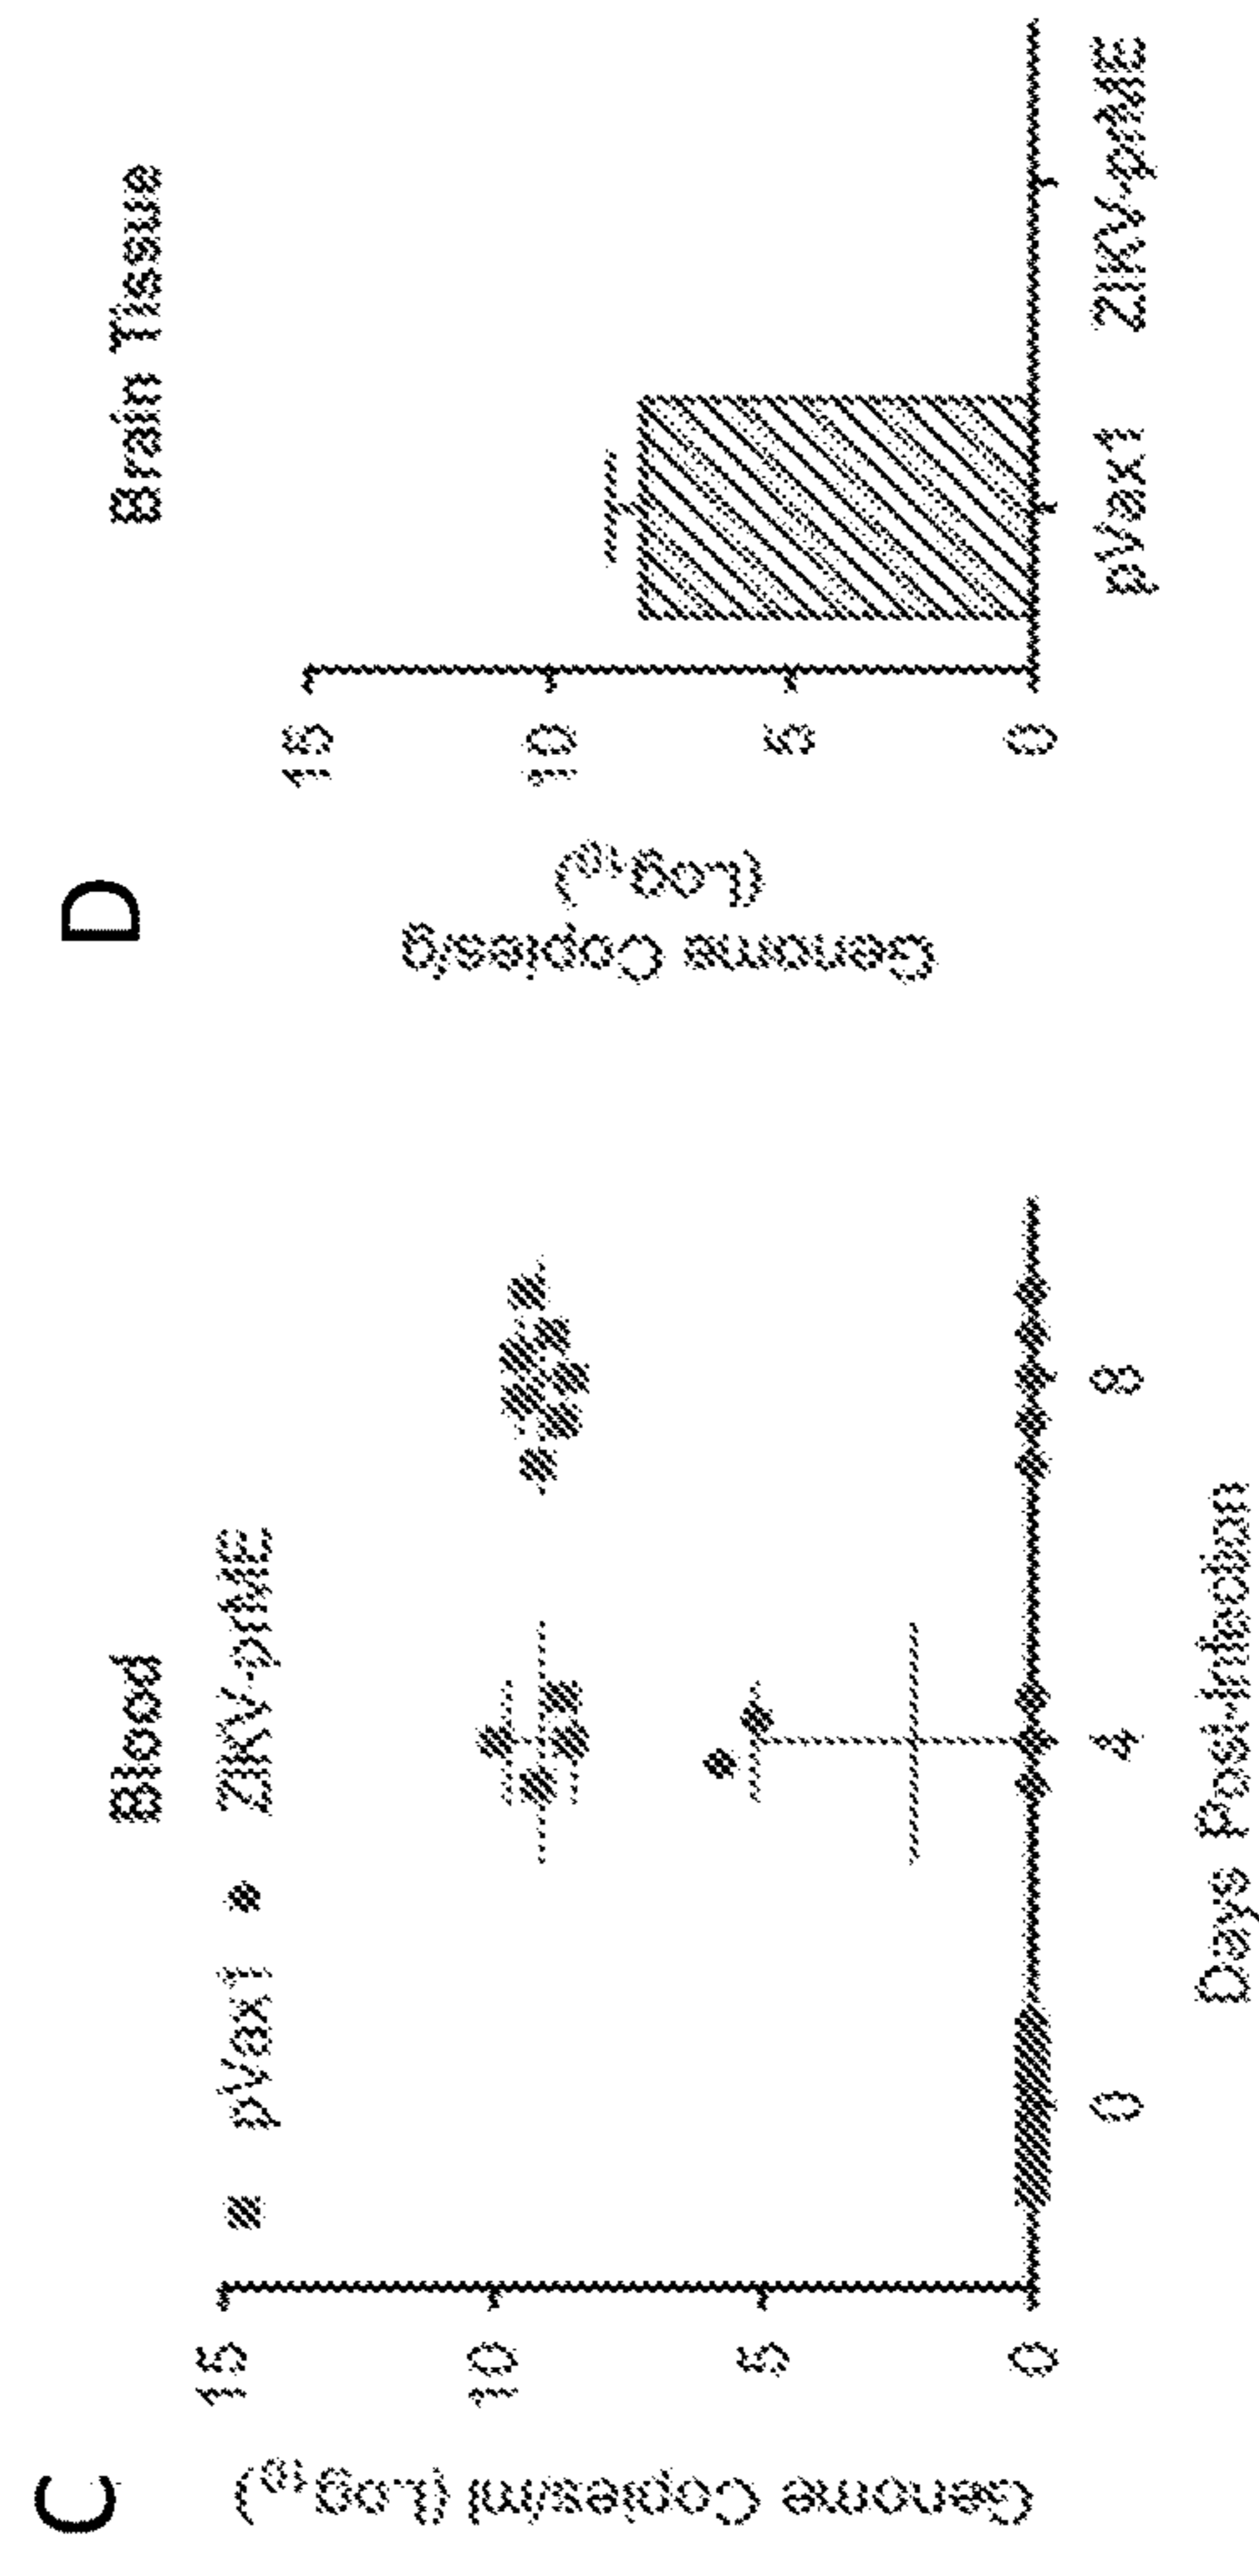 C
Blood
pVax1
ZIKV-prME
Genome Copies/ml (Log10)
15
10
5
0
0
4
8
Days Post-Infection
D
Brain Tissue
Genome Copies/g
(Log10)
15
10
5
0
pVax1
ZIKV-prME